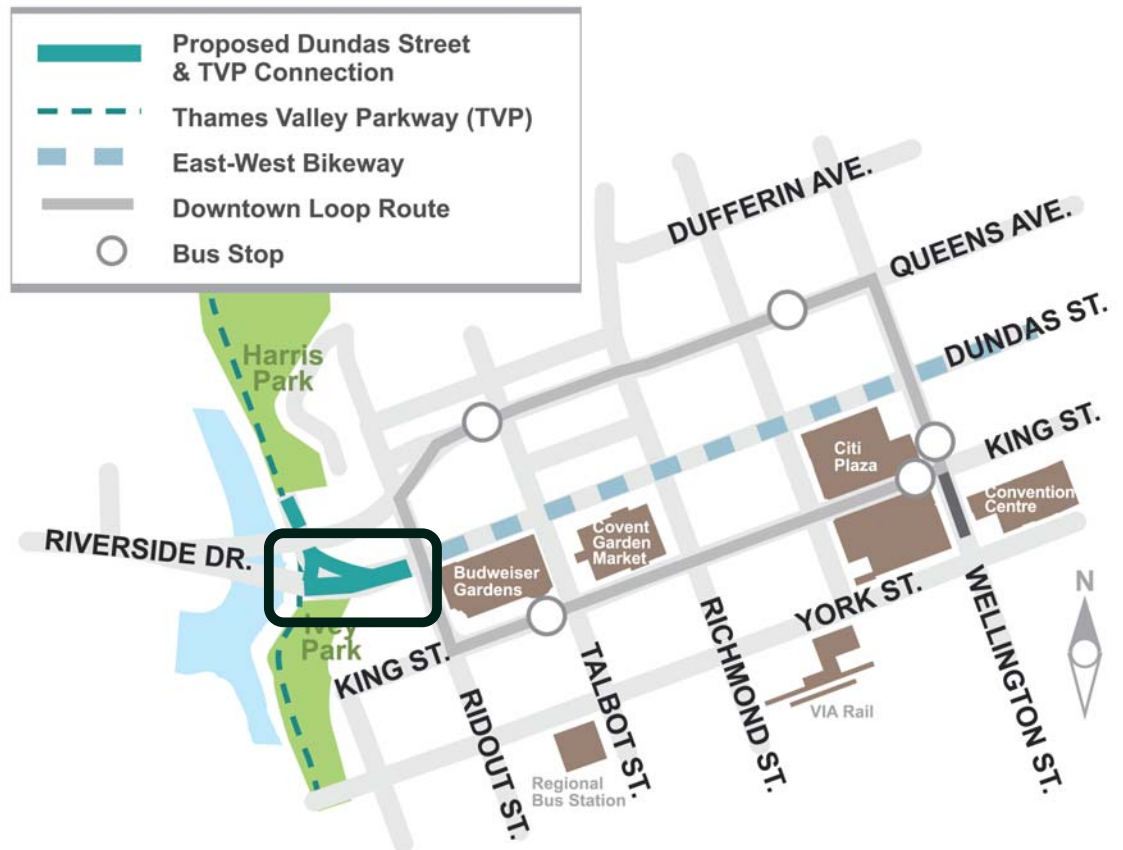 Proposed Dundas Street
& TVP Connection
Thames Valley Parkway (TVP)
East-West Bikeway
Downtown Loop Route
Bus Stop
DUFFERIN AVE.
QUEENS AVE.
DUNDAS ST.
KING ST.
Harris
Park
RIVERSIDE DR.
Citi
Plaza
Convention
Centre
Covent
Garden
Market
Budweiser
Gardens
Ivey
Park
KING ST.
RIDOUT ST.
TALBOT ST.
RICHMOND ST.
YORK ST.
WELLINGTON ST.
N
VIA Rail
Regional
Bus Station